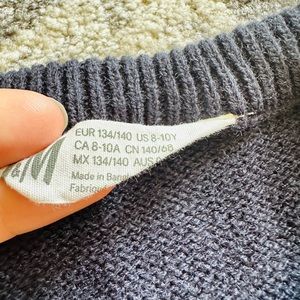 EUR 134/140 US 8-10Y
CA 8-10A CN 140/68
MX 134/140 AUS
Made in